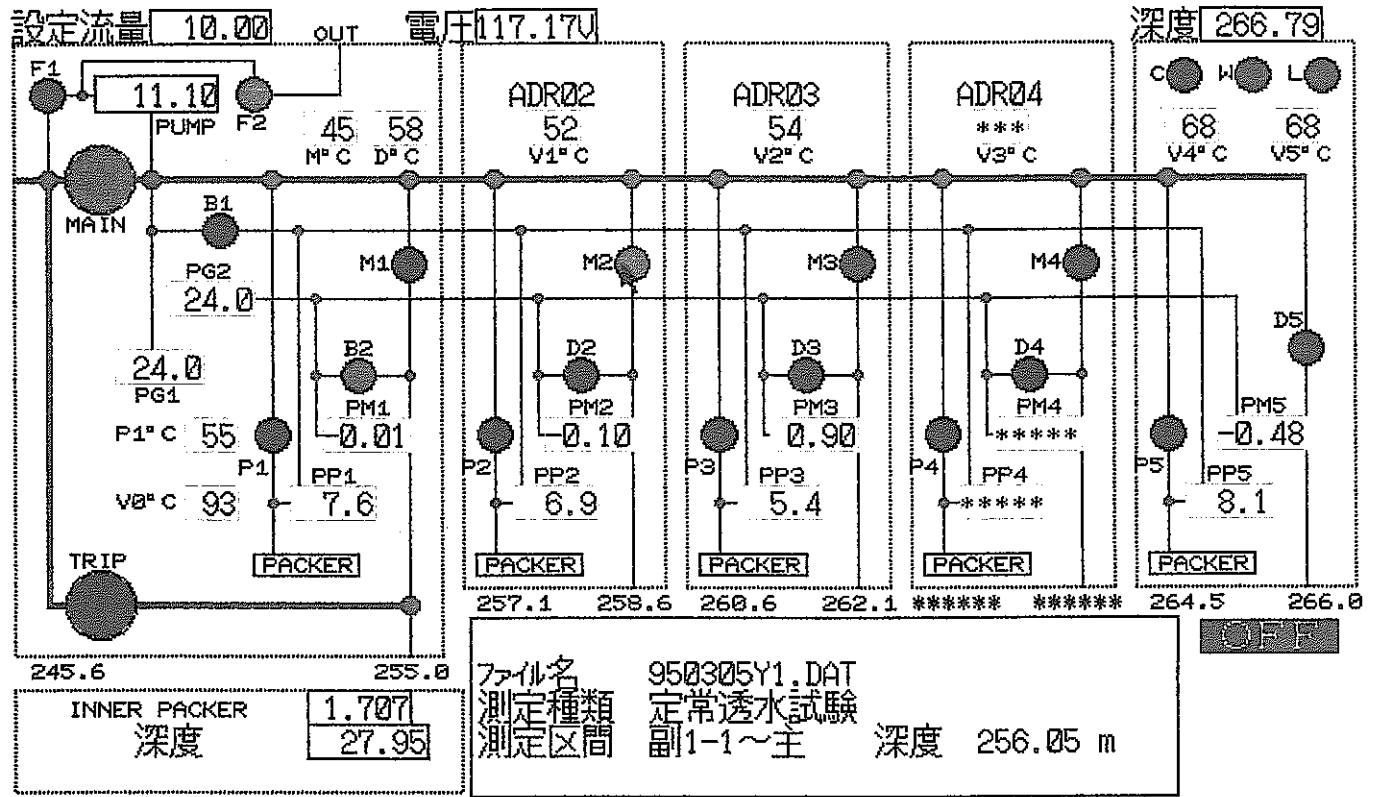 設定流量 10.00 OUT 電圧 117.17V 深度 266.79
F1 11.10 PUMP F2
45 M°C 58 D°C
ADR02 52 V1°C
ADR03 54 V2°C
ADR04 *** V3°C
C W L
68 V4°C 68 V5°C
MAIN B1
M1 M2 M3 M4
PG2 24.0
D5
24.0 PG1
B2 D2 D3 D4
PM1 -0.01 PM2 -0.10 PM3 0.90 PM4 ***** PM5 -0.48
P1°C 55 P1 P2 P3 P4 P5
PP1 7.6 PP2 6.9 PP3 5.4 PP4 ***** PP5 8.1
V0°C 93
PACKER PACKER PACKER PACKER PACKER
TRIP
257.1 258.6 260.6 262.1 ****** ****** 264.5 266.0
OFF
245.6 255.0
INNER PACKER 1.707
深度 27.95
ファイル名 950305Y1.DAT
測定種類 定常透水試験
測定区間 副1-1～主 深度 256.05 m